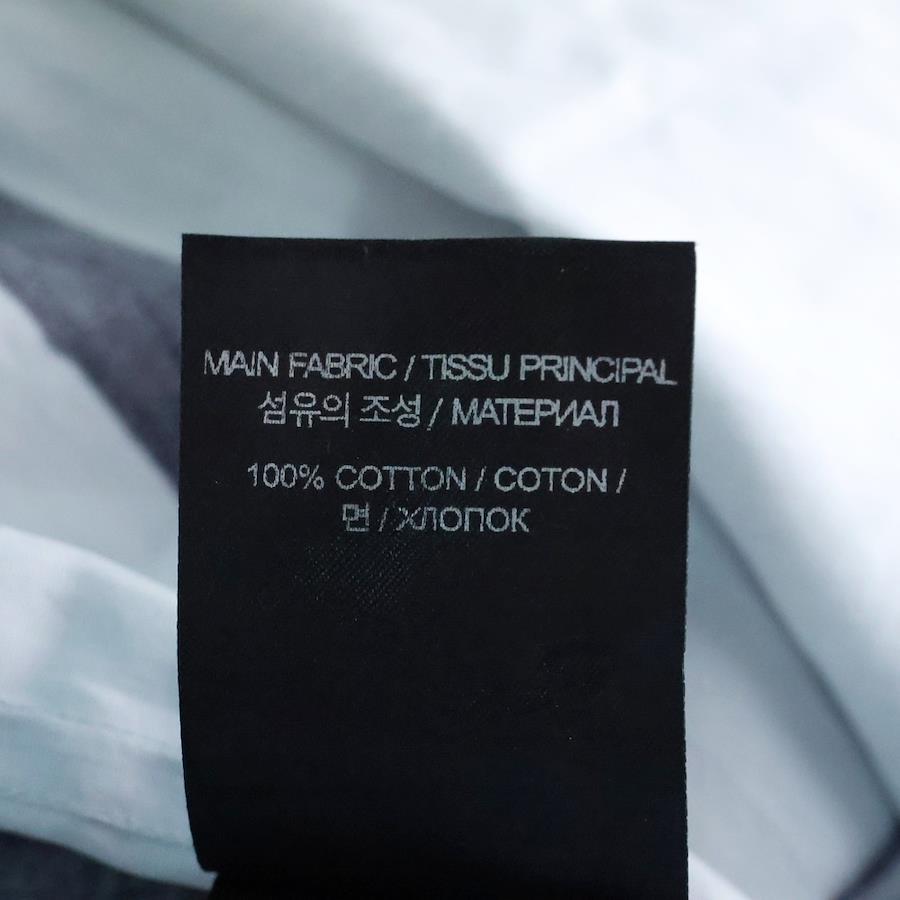 MAIN FABRIC / TISSU PRINCIPAL
섬유의 조성 / МАТЕРИАЛ
100% COTTON / COTON /
면 / ХЛОПОК